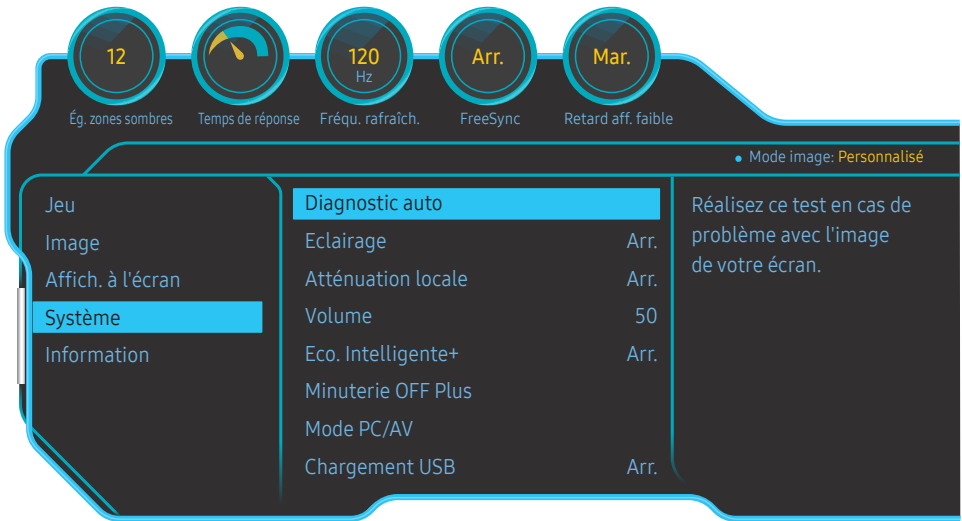 12
120
Hz
Arr.
Mar.
Ég. zones sombres
Temps de réponse
Fréqu. rafraîch.
FreeSync
Retard aff. faible
Mode image: Personnalisé
Jeu
Image
Affich. à l'écran
Système
Information
Diagnostic auto
Eclairage Arr.
Atténuation locale Arr.
Volume 50
Eco. Intelligente+ Arr.
Minuterie OFF Plus
Mode PC/AV
Chargement USB Arr.
Réalisez ce test en cas de
problème avec l'image
de votre écran.